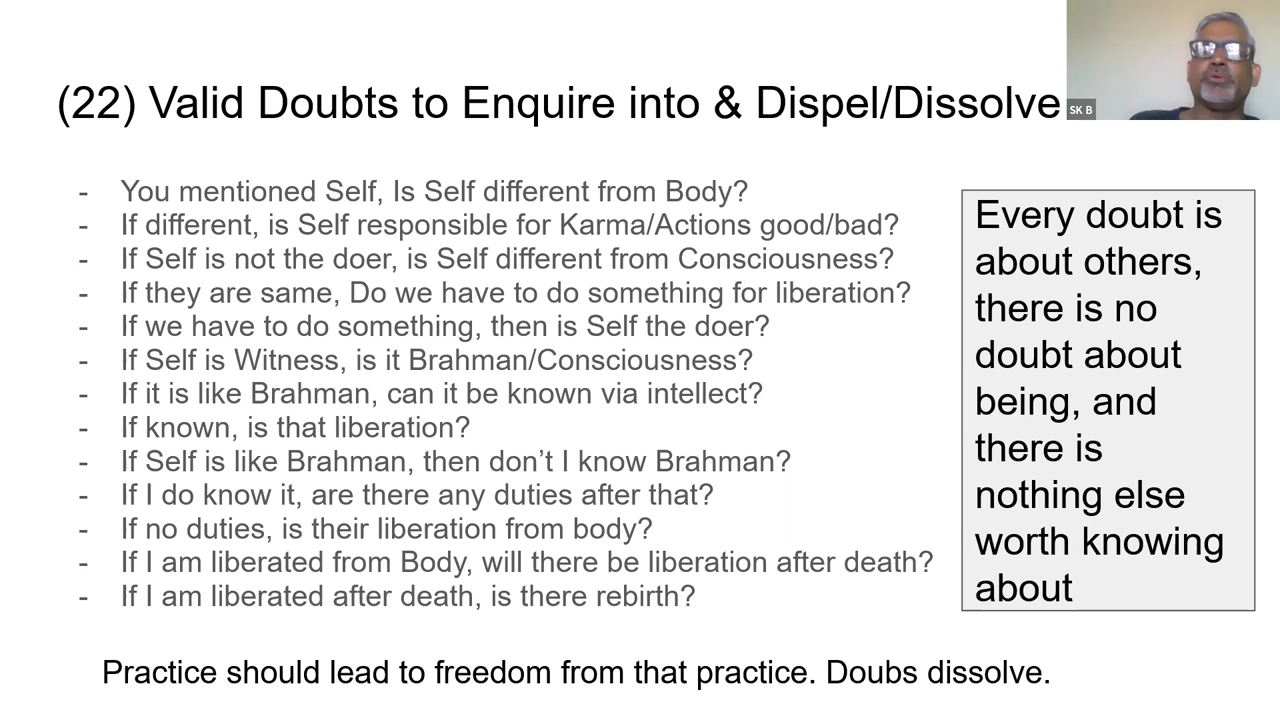 (22) Valid Doubts to Enquire into & Dispel/Dissolve
SK B
- You mentioned Self, Is Self different from Body?
- If different, is Self responsible for Karma/Actions good/bad?
- If Self is not the doer, is Self different from Consciousness?
- If they are same, Do we have to do something for liberation?
- If we have to do something, then is Self the doer?
- If Self is Witness, is it Brahman/Consciousness?
- If it is like Brahman, can it be known via intellect?
- If known, is that liberation?
- If Self is like Brahman, then don’t I know Brahman?
- If I do know it, are there any duties after that?
- If no duties, is their liberation from body?
- If I am liberated from Body, will there be liberation after death?
- If I am liberated after death, is there rebirth?
Every doubt is
about others,
there is no
doubt about
being, and
there is
nothing else
worth knowing
about
Practice should lead to freedom from that practice. Doubs dissolve.